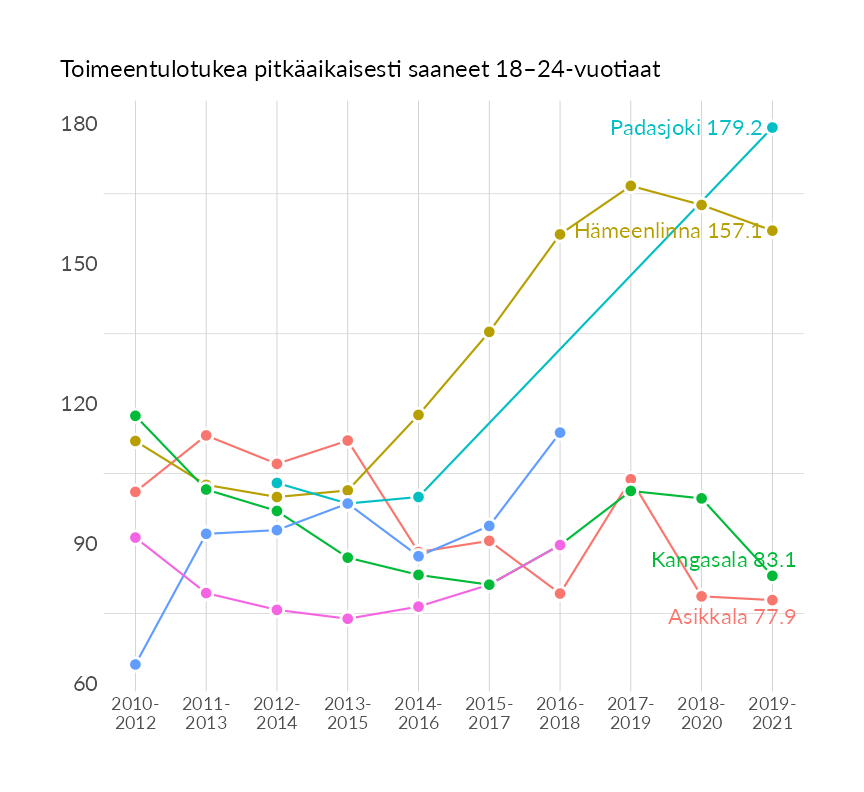 Toimeentulotukea pitkäaikaisesti saaneet 18–24-vuotiaat
180
Padasjoki 179.2
Hämeenlinna 157.1
150
120
90
Kangasala 83.1
Asikkala 77.9
60
2010- 2011- 2012- 2013- 2014- 2015- 2016- 2017- 2018- 2019-
2012 2013 2014 2015 2016 2017 2018 2019 2020 2021